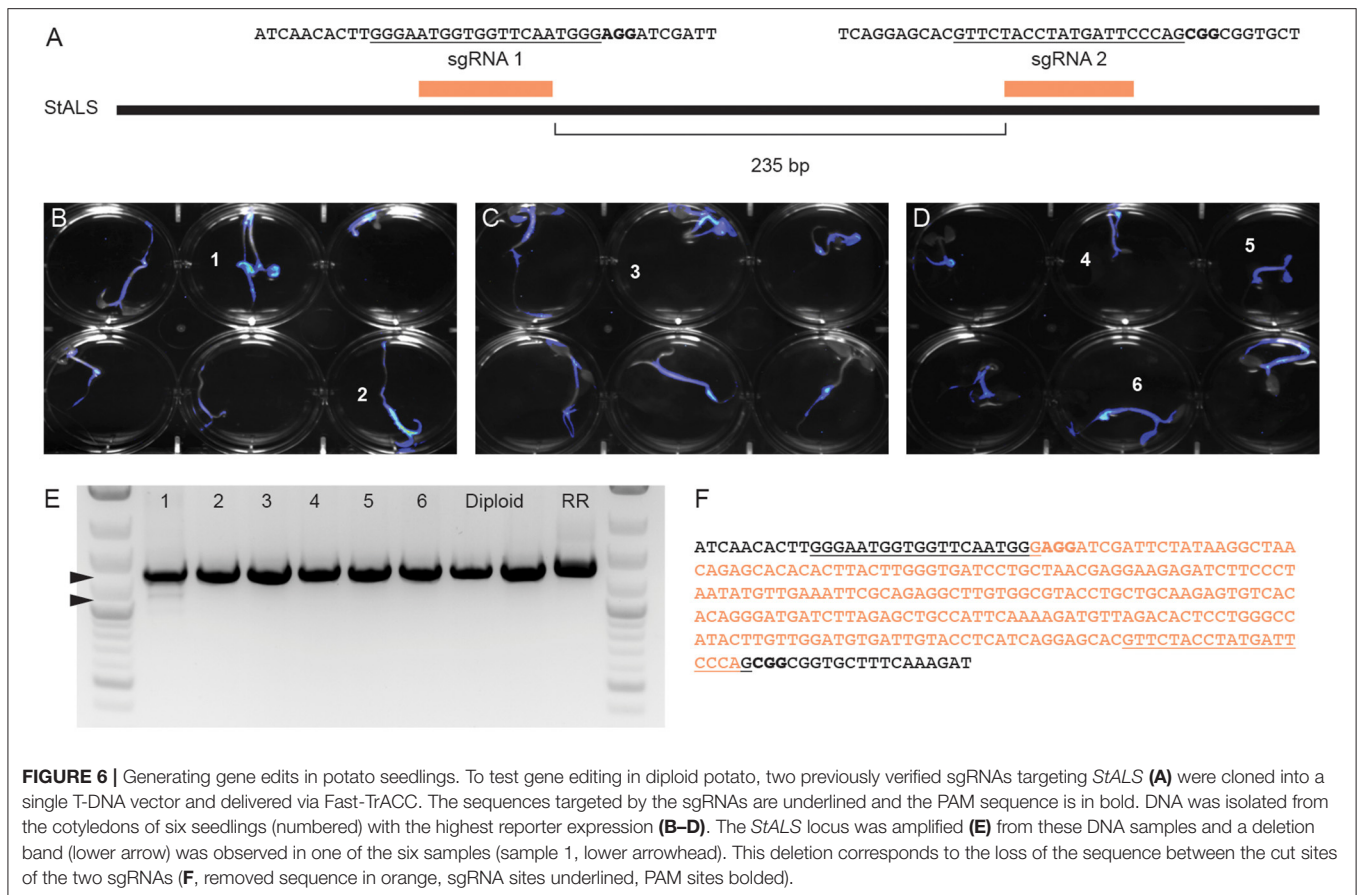 A
ATCAACACTTGGGAATGGTGGTTCAATGGGAGGATCGATT
TCAGGAGCACGTTCTACCTATGATTCCCAGCGGCGGTGCT
sgRNA 1
sgRNA 2
StALS
235 bp
B
1
2
C
3
D
4
5
6
E
1 2 3 4 5 6 Diploid RR
F
ATCAACACTTGGGAATGGTGGTTCAATGGGAGGATCGATTCTATAAGGCTAA
CAGAGCACACACTTACTTGGGTGATCCTGCTAACGAGGAAGAGATCTTCCCT
AATATGTTGAAATTCGCAGAGGCTTGTGGCGTACCTGCTGCAAGAGTGTCAC
ACAGGGATGATCTTAGAGCTGCCATTCAAAAGATGTTAGACACTCCTGGGCC
ATACTTGTTGGATGTGATTGTACCTCATCAGGAGCACGTTCTACCTATGATT
CCCAGCGGCGGTGCTTTCAAAGAT
FIGURE 6 | Generating gene edits in potato seedlings. To test gene editing in diploid potato, two previously verified sgRNAs targeting StALS (A) were cloned into a
single T-DNA vector and delivered via Fast-TrACC. The sequences targeted by the sgRNAs are underlined and the PAM sequence is in bold. DNA was isolated from
the cotyledons of six seedlings (numbered) with the highest reporter expression (B–D). The StALS locus was amplified (E) from these DNA samples and a deletion
band (lower arrow) was observed in one of the six samples (sample 1, lower arrowhead). This deletion corresponds to the loss of the sequence between the cut sites
of the two sgRNAs (F, removed sequence in orange, sgRNA sites underlined, PAM sites bolded).